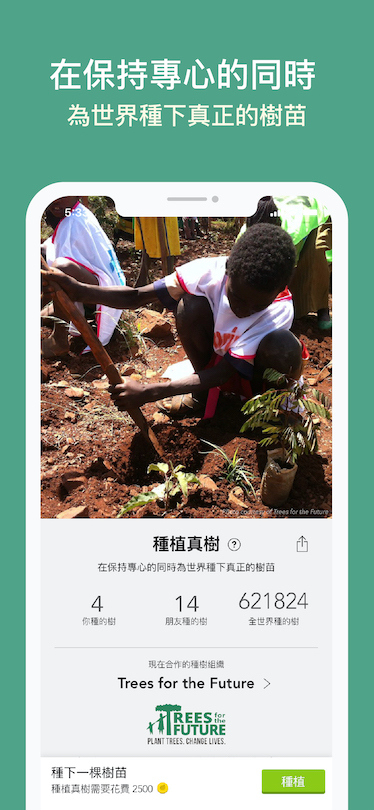 在保持專心的同時
為世界種下真正的樹苗
courtesy of Trees for the Future
種植真樹 ?
在保持專心的同時為世界種下真正的樹苗
4 14 621824
你種的樹 朋友種的樹 全世界種的樹
現在合作的種樹組織
Trees for the Future
TREES for the
FUTURE
PLANT TREES. CHANGE LIVES.
種下一棵樹苗
種植真樹需要花費 2500
種植